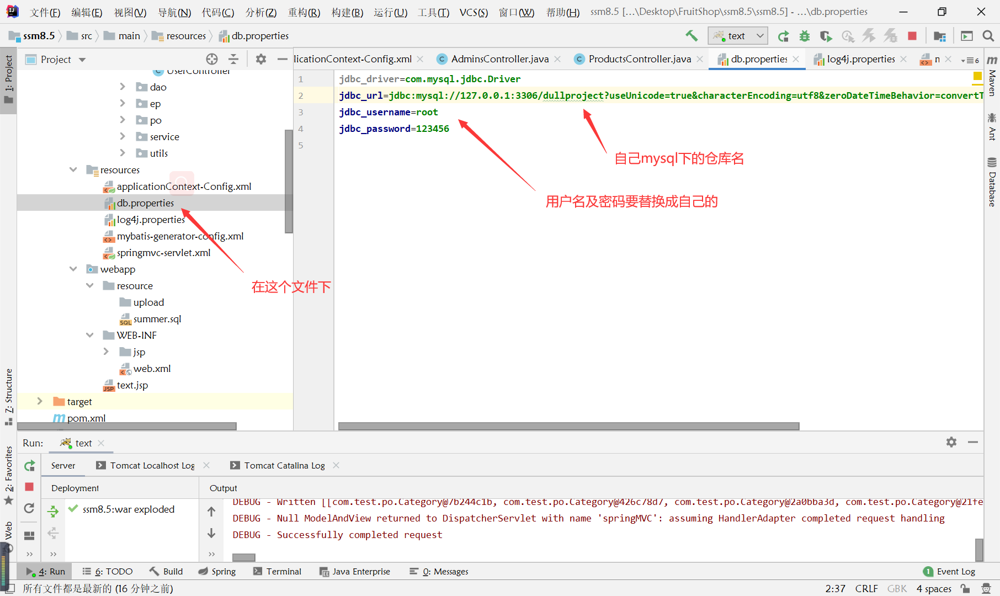 文件(F) 编辑(E) 视图(V) 导航(N) 代码(C) 分析(Z) 重构(R) 构建(B) 运行(U) 工具(T) VCS(S) 窗口(W) 帮助(H) ssm8.5 [...\Desktop\FruitShop\ssm8.5\ssm8.5] - ...\db.properties
ssm8.5 src main resources db.properties
text
Project
licationContext-Config.xml AdminsController.java ProductsController.java db.properties log4j.properties
6
1: Project
UserController
dao
ep
po
service
utils
resources
applicationContext-Config.xml
db.properties
log4j.properties
mybatis-generator-config.xml
springmvc-servlet.xml
webapp
resource
upload
summer.sql
WEB-INF
jsp
web.xml
text.jsp
target
pom.xml
1 jdbc_driver=com.mysql.jdbc.Driver
2 jdbc_url=jdbc:mysql://127.0.0.1:3306/dullproject?useUnicode=true&characterEncoding=utf8&zeroDateTimeBehavior=convertT
3 jdbc_username=root
4 jdbc_password=123456
5
自己mysql下的仓库名
用户名及密码要替换成自己的
在这个文件下
Maven
Ant
Database
Z: Structure
2: Favorites
Web
Run: text
Server Tomcat Localhost Log Tomcat Catalina Log
Deployment Output
ssm8.5:war exploded
DEBUG - Written [[com.test.po.Category@7b244c1b, com.test.po.Category@426c78d7, com.test.po.Category@2a0bba3d, com.test.po.Category@21fe
DEBUG - Null ModelAndView returned to DispatcherServlet with name 'springMVC': assuming HandlerAdapter completed request handling
DEBUG - Successfully completed request
4: Run 6: TODO Build Spring Terminal Java Enterprise 0: Messages 1 Event Log
所有文件都是最新的 (16 分钟之前) 2:37 CRLF GBK 4 spaces